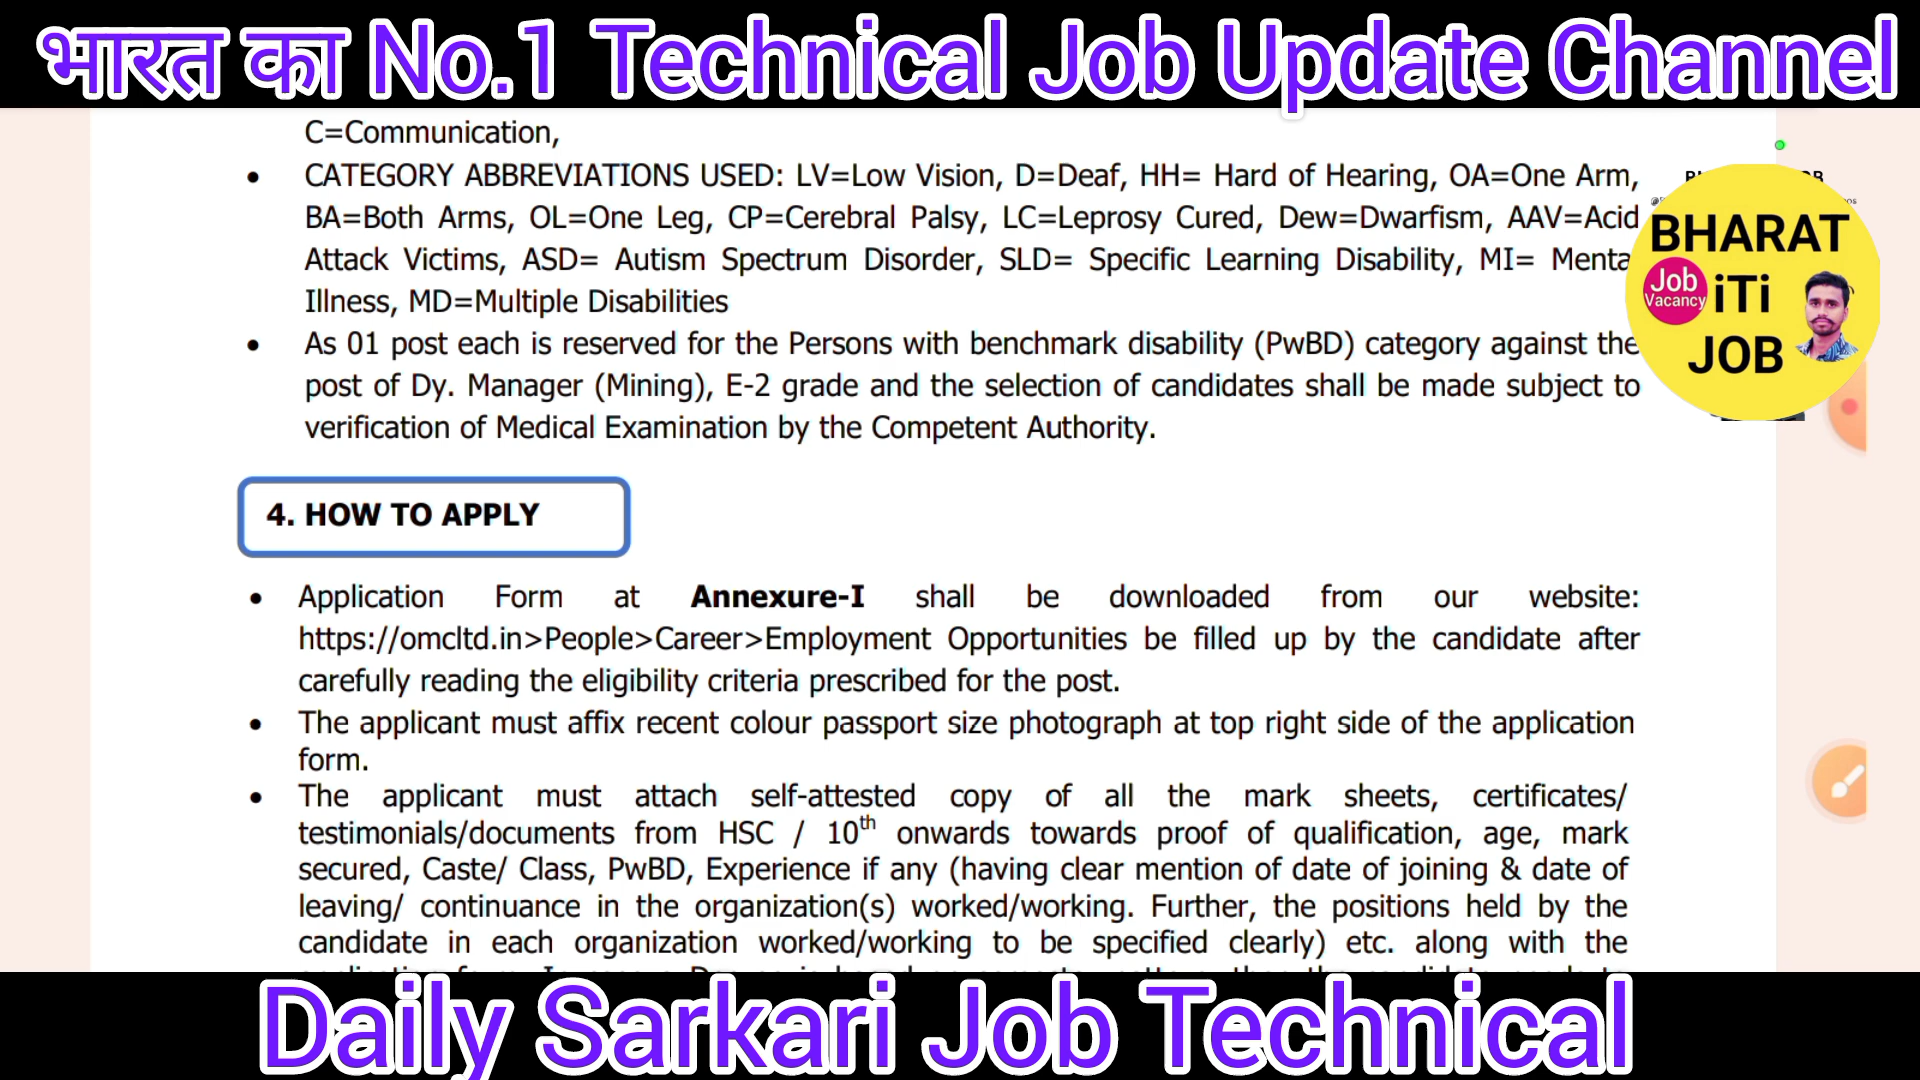 भारत का No.1 Technical Job Update Channel
C=Communication,
• CATEGORY ABBREVIATIONS USED: LV=Low Vision, D=Deaf, HH= Hard of Hearing, OA=One Arm,
BA=Both Arms, OL=One Leg, CP=Cerebral Palsy, LC=Leprosy Cured, Dew=Dwarfism, AAV=Acid
Attack Victims, ASD= Autism Spectrum Disorder, SLD= Specific Learning Disability, MI= Menta
Illness, MD=Multiple Disabilities
• As 01 post each is reserved for the Persons with benchmark disability (PwBD) category against the
post of Dy. Manager (Mining), E-2 grade and the selection of candidates shall be made subject to
verification of Medical Examination by the Competent Authority.
BHARAT
Job
Vacancy
iTi
JOB
4. HOW TO APPLY
• Application Form at Annexure-I shall be downloaded from our website:
https://omcltd.in>People>Career>Employment Opportunities be filled up by the candidate after
carefully reading the eligibility criteria prescribed for the post.
• The applicant must affix recent colour passport size photograph at top right side of the application
form.
• The applicant must attach self-attested copy of all the mark sheets, certificates/
testimonials/documents from HSC / 10th onwards towards proof of qualification, age, mark
secured, Caste/ Class, PwBD, Experience if any (having clear mention of date of joining & date of
leaving/ continuance in the organization(s) worked/working. Further, the positions held by the
candidate in each organization worked/working to be specified clearly) etc. along with the
Daily Sarkari Job Technical